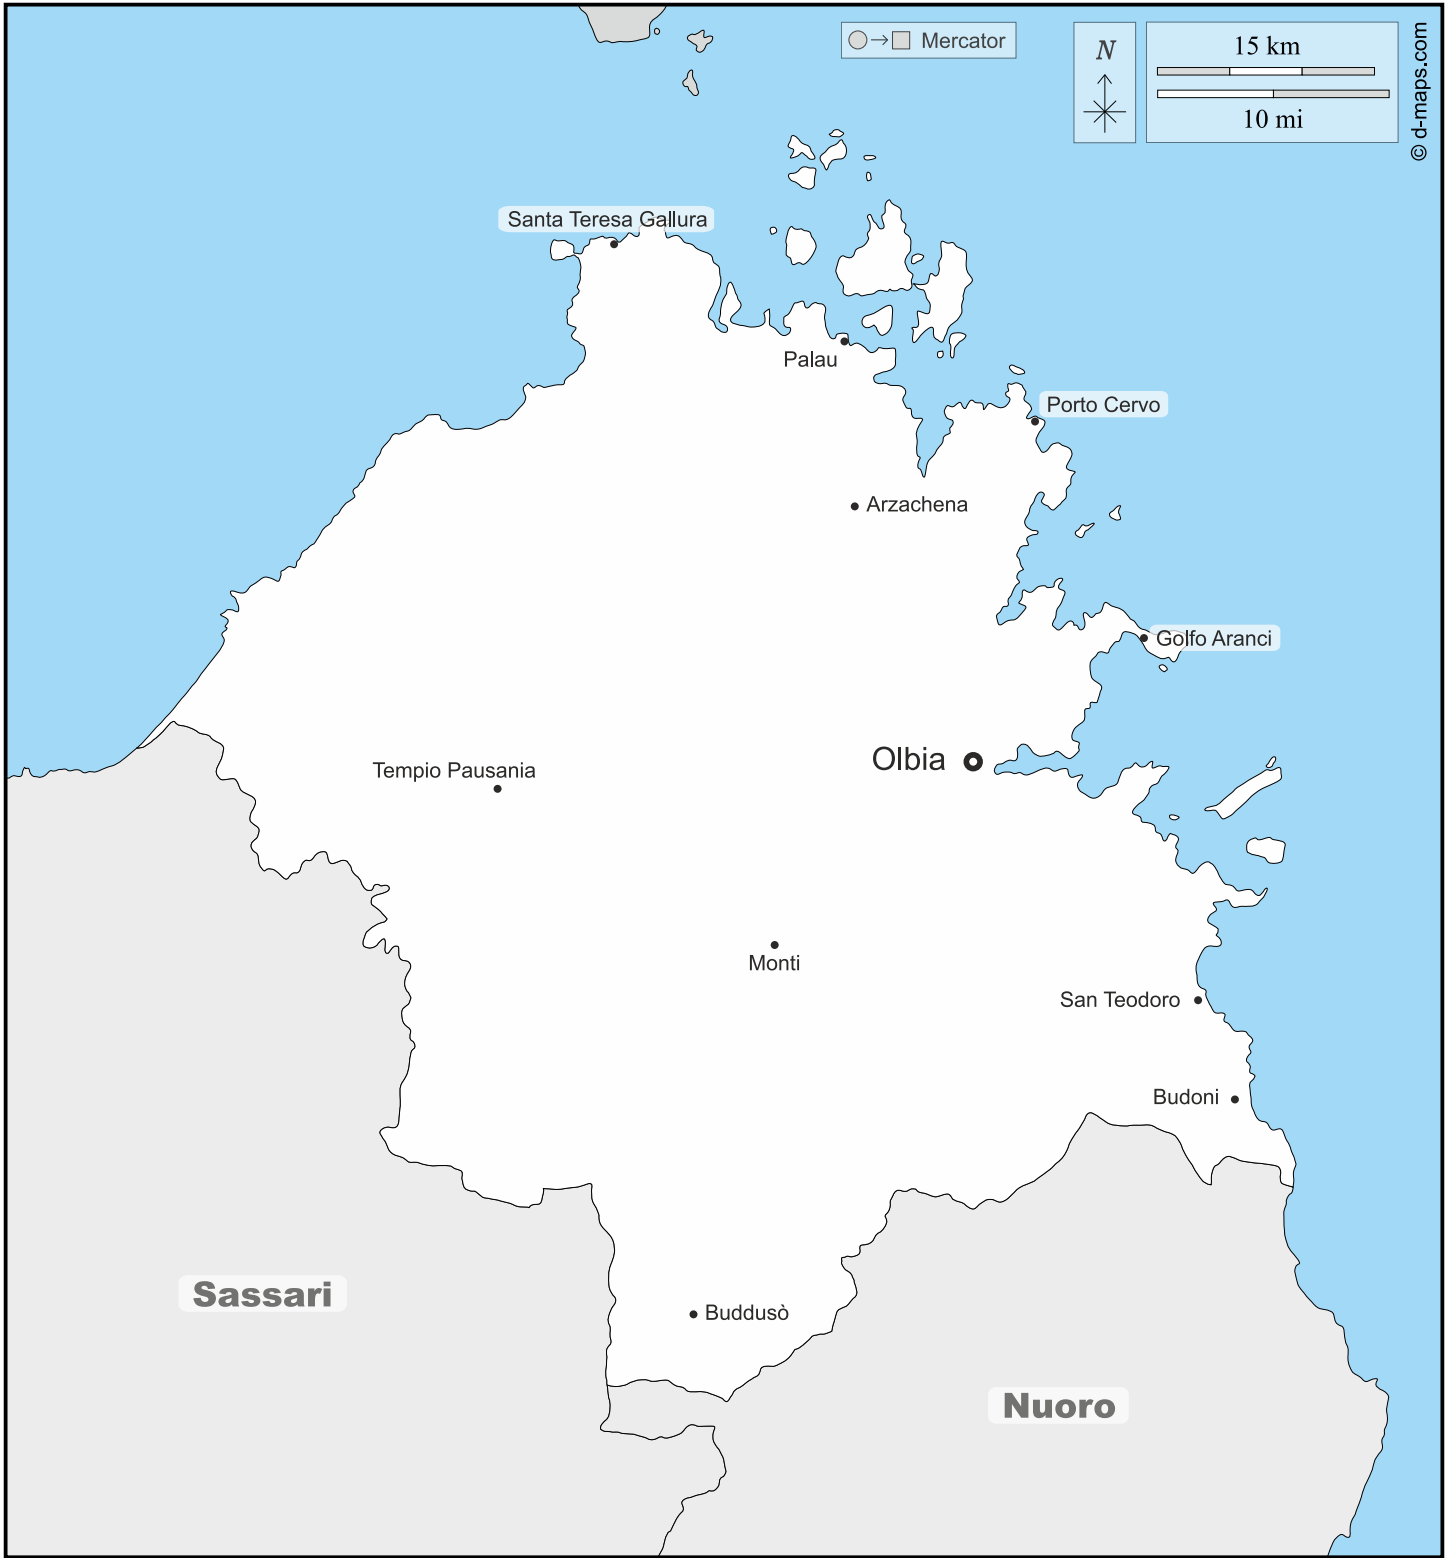 Mercator
N
15 km
10 mi
© d-maps.com
Santa Teresa Gallura
Palau
Porto Cervo
Arzachena
Golfo Aranci
Olbia
Tempio Pausania
Monti
San Teodoro
Budoni
Sassari
Buddusò
Nuoro